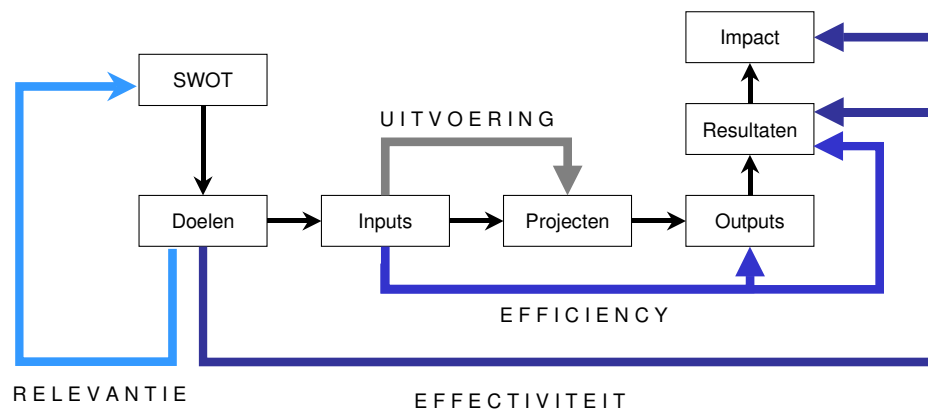 Impact
SWOT
UITVOERING
Resultaten
Doelen
Inputs
Projecten
Outputs
EFFICIENCY
RELEVANTIE
EFFECTIVITEIT